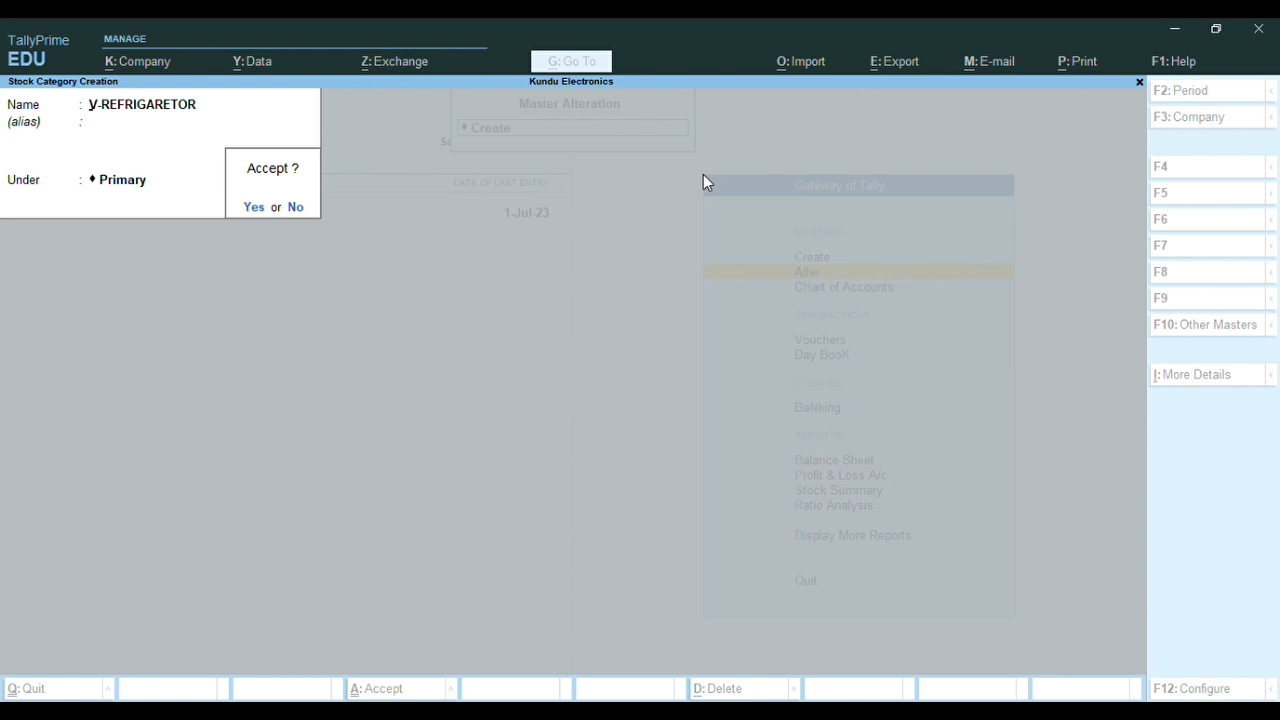 TallyPrime
EDU
MANAGE
K: Company
Y: Data
Z: Exchange
G: Go To
O: Import
E: Export
M: E-mail
P: Print
F1: Help
Stock Category Creation
Kundu Electronics
Name : V-REFRIGARETOR
(alias) :
Under : ♦ Primary
Accept ?
Yes or No
Master Alteration
♦ Create
DATE OF LAST ENTRY
1-Jul-23
Gateway of Tally
MASTERS
Create
Alter
CHart of Accounts
TRANSACTIONS
Vouchers
Day BooK
UTILITIES
BaNking
REPORTS
Balance Sheet
Profit & Loss A/c
Stock Summary
Ratio Analysis
Display More Reports
Quit
F2: Period
F3: Company
F4
F5
F6
F7
F8
F9
F10: Other Masters
I: More Details
F12: Configure
Q: Quit
A: Accept
D: Delete